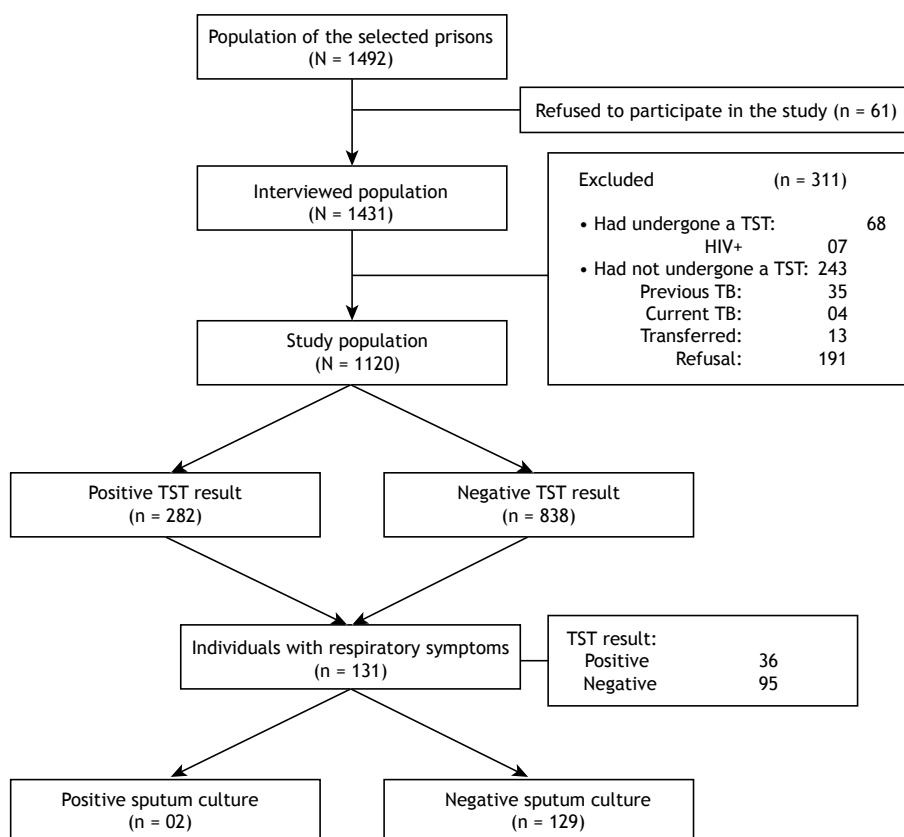 Population of the selected prisons
(N = 1492)
Refused to participate in the study (n = 61)
Interviewed population
(N = 1431)
Excluded (n = 311)
• Had undergone a TST: 68
HIV+ 07
• Had not undergone a TST: 243
Previous TB: 35
Current TB: 04
Transferred: 13
Refusal: 191
Study population
(N = 1120)
Positive TST result
(n = 282)
Negative TST result
(n = 838)
Individuals with respiratory symptoms
(n = 131)
TST result:
Positive 36
Negative 95
Positive sputum culture
(n = 02)
Negative sputum culture
(n = 129)